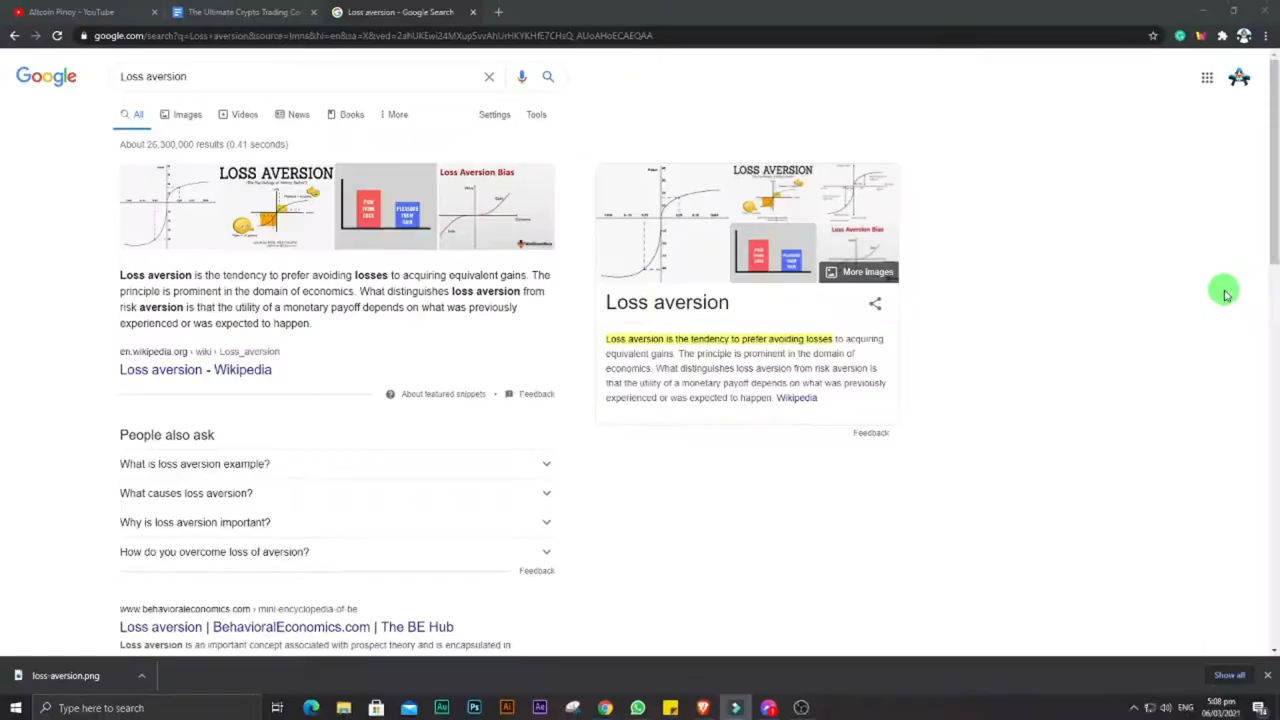 Altcoin Pinoy - YouTube
The Ultimate Crypto Trading Co
Loss aversion - Google Search
Google
Loss aversion
All
Images
Videos
News
Books
More
Settings
Tools
About 26,300,000 results (0.41 seconds)
LOSS AVERSION
PAIN FROM LOSS
PLEASURE FROM GAIN
Loss Aversion Bias
Loss aversion is the tendency to prefer avoiding losses to acquiring equivalent gains. The
principle is prominent in the domain of economics. What distinguishes loss aversion from
risk aversion is that the utility of a monetary payoff depends on what was previously
experienced or was expected to happen.
en.wikipedia.org › wiki › Loss_aversion
Loss aversion - Wikipedia
About featured snippets • Feedback
People also ask
What is loss aversion example?
What causes loss aversion?
Why is loss aversion important?
How do you overcome loss of aversion?
Feedback
www.behavioraleconomics.com › mini-encyclopedia-of-be
Loss aversion | BehavioralEconomics.com | The BE Hub
Loss aversion is an important concept associated with prospect theory and is encapsulated in
LOSS AVERSION
Loss Aversion Bias
More images
Loss aversion
Loss aversion is the tendency to prefer avoiding losses to acquiring
equivalent gains. The principle is prominent in the domain of
economics. What distinguishes loss aversion from risk aversion is
that the utility of a monetary payoff depends on what was previously
experienced or was expected to happen. Wikipedia
Feedback
loss-aversion.png
Show all
Type here to search
Au
Ps
Ai
Ae
ENG
5:08 pm
06/03/2021